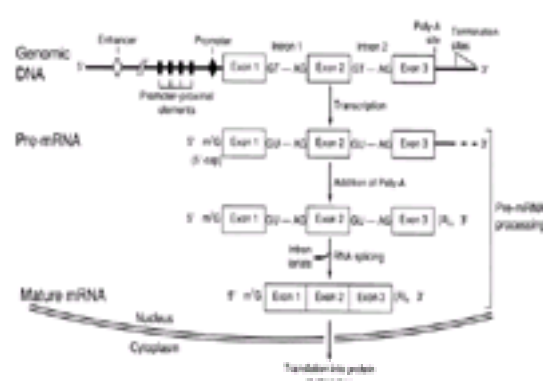 Enhancer
Promoter
Poly-A site
Termination sites
Genomic DNA
5'
Exon 1
Intron 1
GT — AG
Exon 2
Intron 2
GT — AG
Exon 3
3'
Promoter-proximal elements
Transcription
Pre-mRNA
5' m⁷G
(5' cap)
Exon 1
GU — AG
Exon 2
GU — AG
Exon 3
3'
Addition of Poly-A
5' m⁷G
Exon 1
GU — AG
Exon 2
GU — AG
Exon 3
3'
Pre-mRNA processing
RNA splicing
Mature mRNA
5' m⁷G
Exon 1
Exon 2
Exon 3
3'
Nucleus
Cytoplasm
Translation into protein